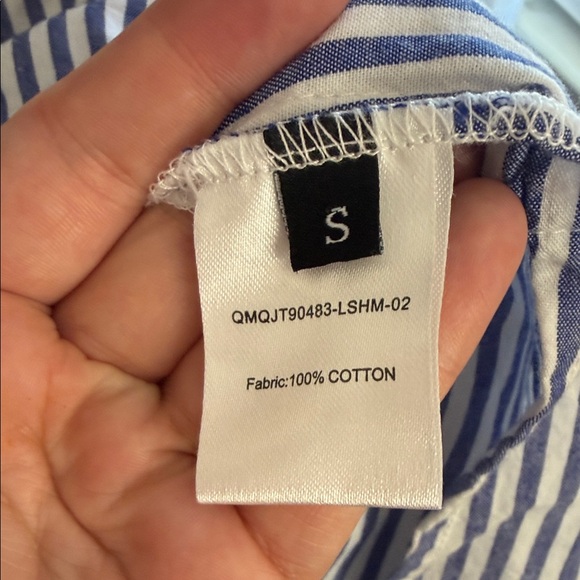 S
QMQJT90483-LSHM-02
Fabric:100% COTTON